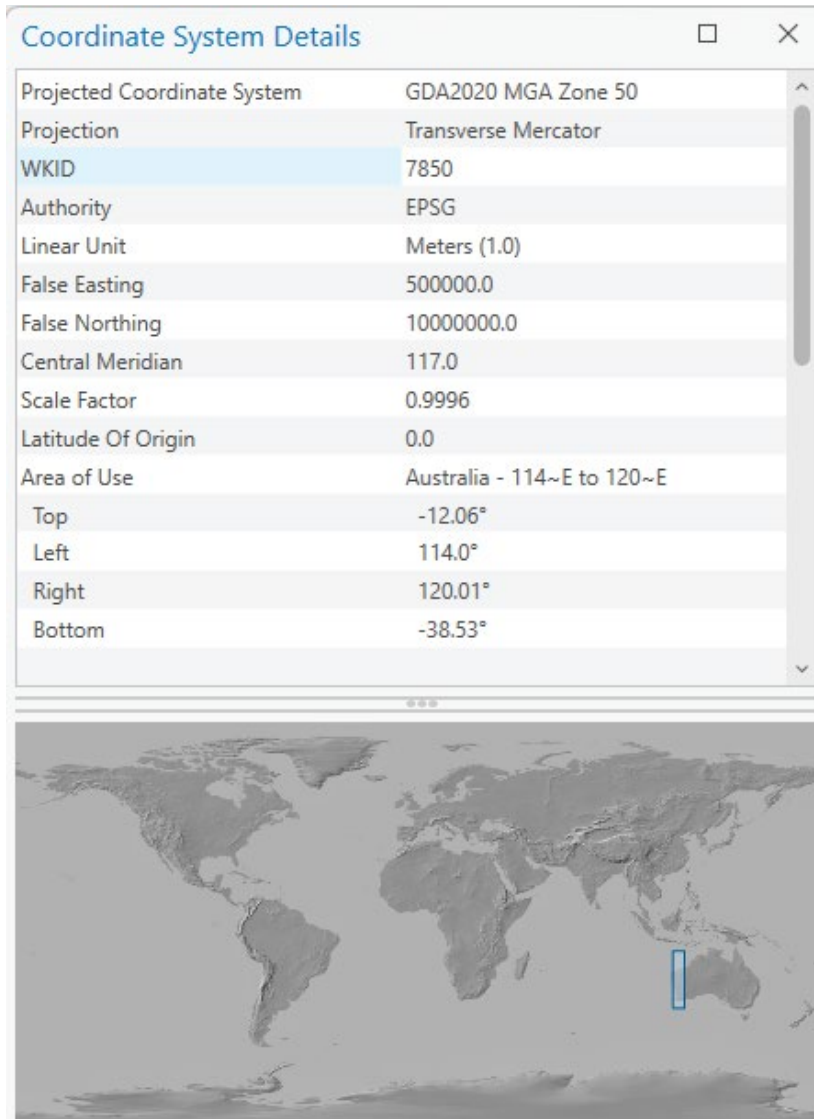 Coordinate System Details
Projected Coordinate System GDA2020 MGA Zone 50
Projection Transverse Mercator
WKID 7850
Authority EPSG
Linear Unit Meters (1.0)
False Easting 500000.0
False Northing 10000000.0
Central Meridian 117.0
Scale Factor 0.9996
Latitude Of Origin 0.0
Area of Use Australia - 114~E to 120~E
Top -12.06°
Left 114.0°
Right 120.01°
Bottom -38.53°